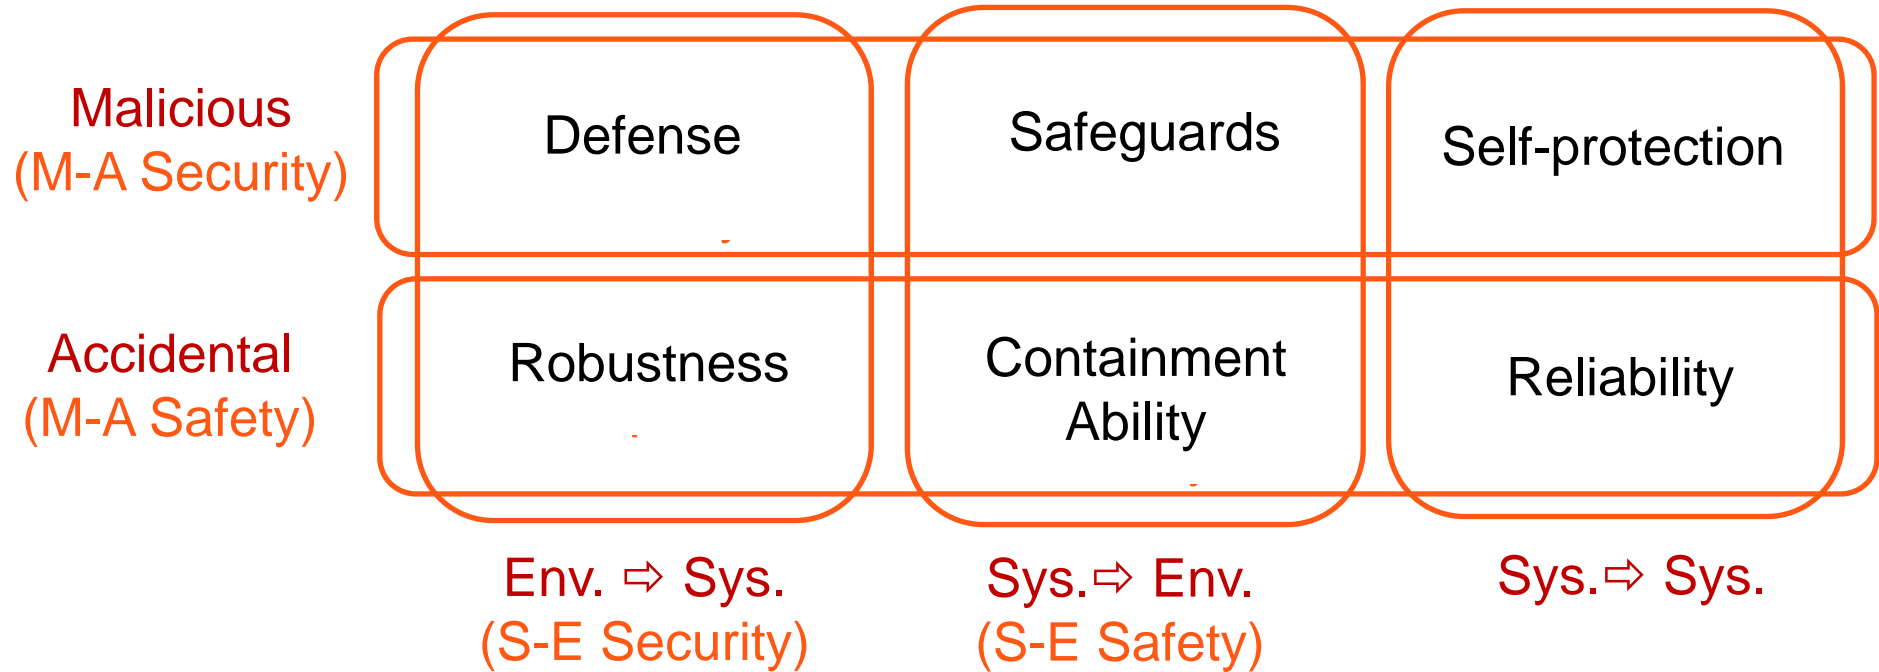 Malicious
(M-A Security)
Defense
Safeguards
Self-protection
Accidental
(M-A Safety)
Robustness
Containment
Ability
Reliability
Env. ⇨ Sys.
(S-E Security)
Sys.⇨ Env.
(S-E Safety)
Sys.⇨ Sys.